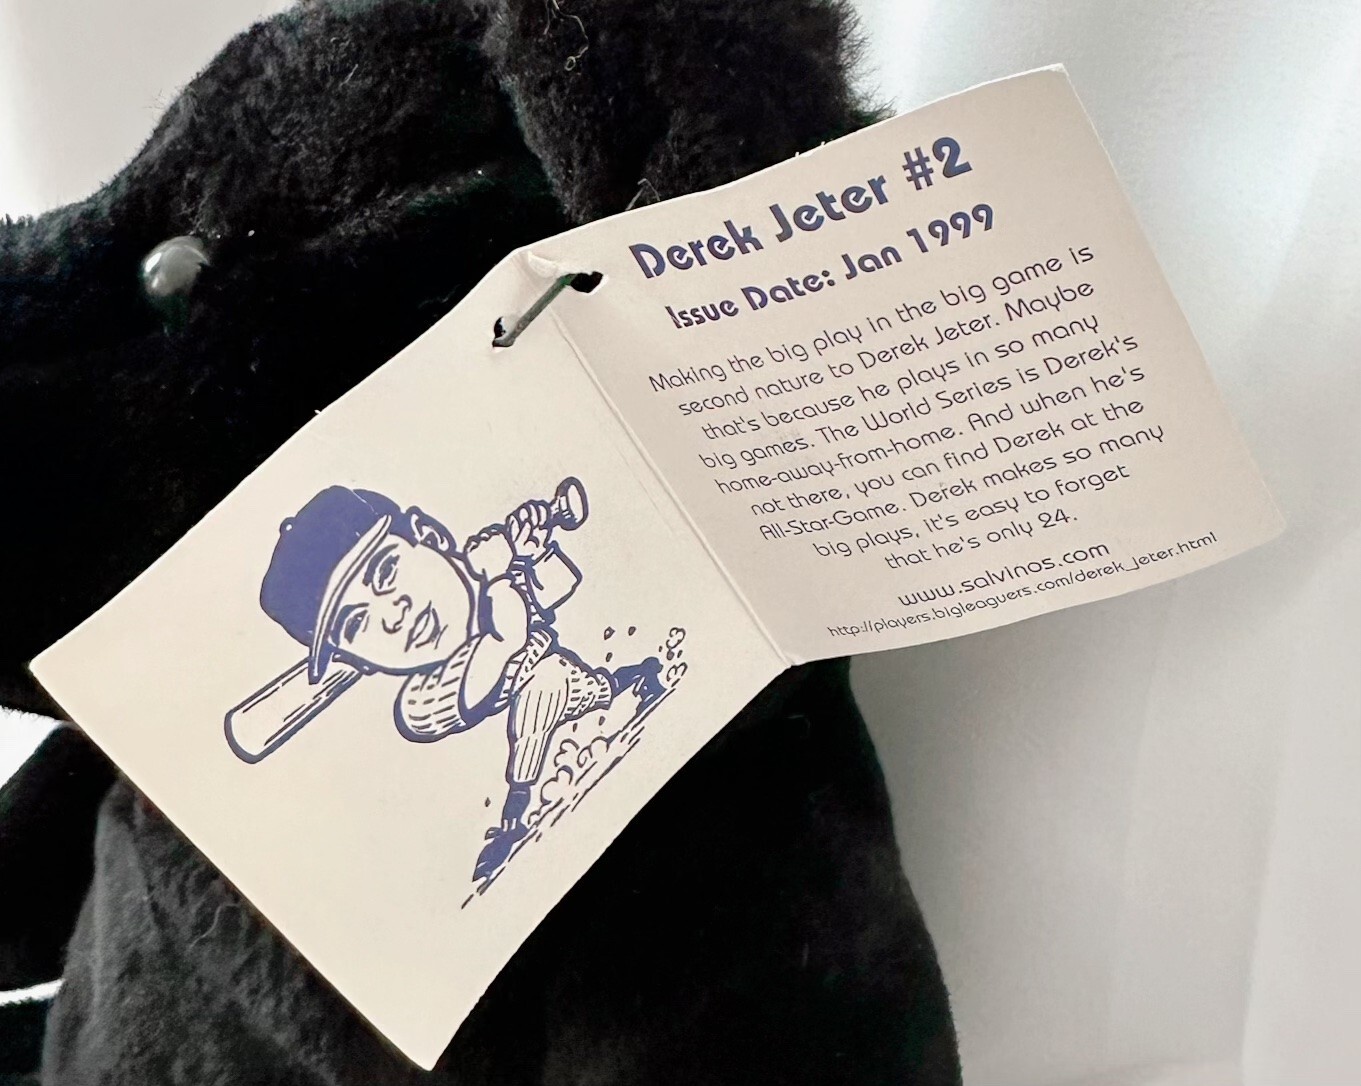 Derek Jeter #2
Issue Date: Jan 1999
Making the big play in the big game is
second nature to Derek Jeter. Maybe
that's because he plays in so many
big games. The World Series is Derek's
home-away-from-home. And when he's
not there, you can find Derek at the
All-Star-Game. Derek makes so many
big plays, it's easy to forget
that he's only 24.
www.salvinos.com
http://players.bigleaguers.com/derek_jeter.html